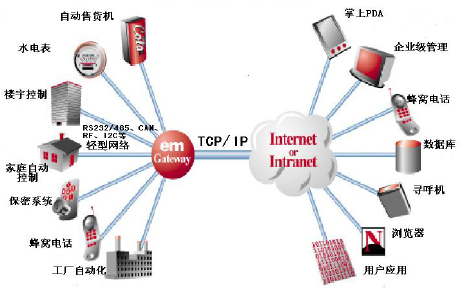 自动售货机
水电表
楼宇控制
RS232/485、CAN、
RF、I2C等
轻型网络
家庭自动
控制
保密系统
蜂窝电话
工厂自动化
Cola
em
Gateway
TCP/IP
Internet
or
Intranet
掌上PDA
企业级管理
蜂窝电话
数据库
寻呼机
N
浏览器
用户应用